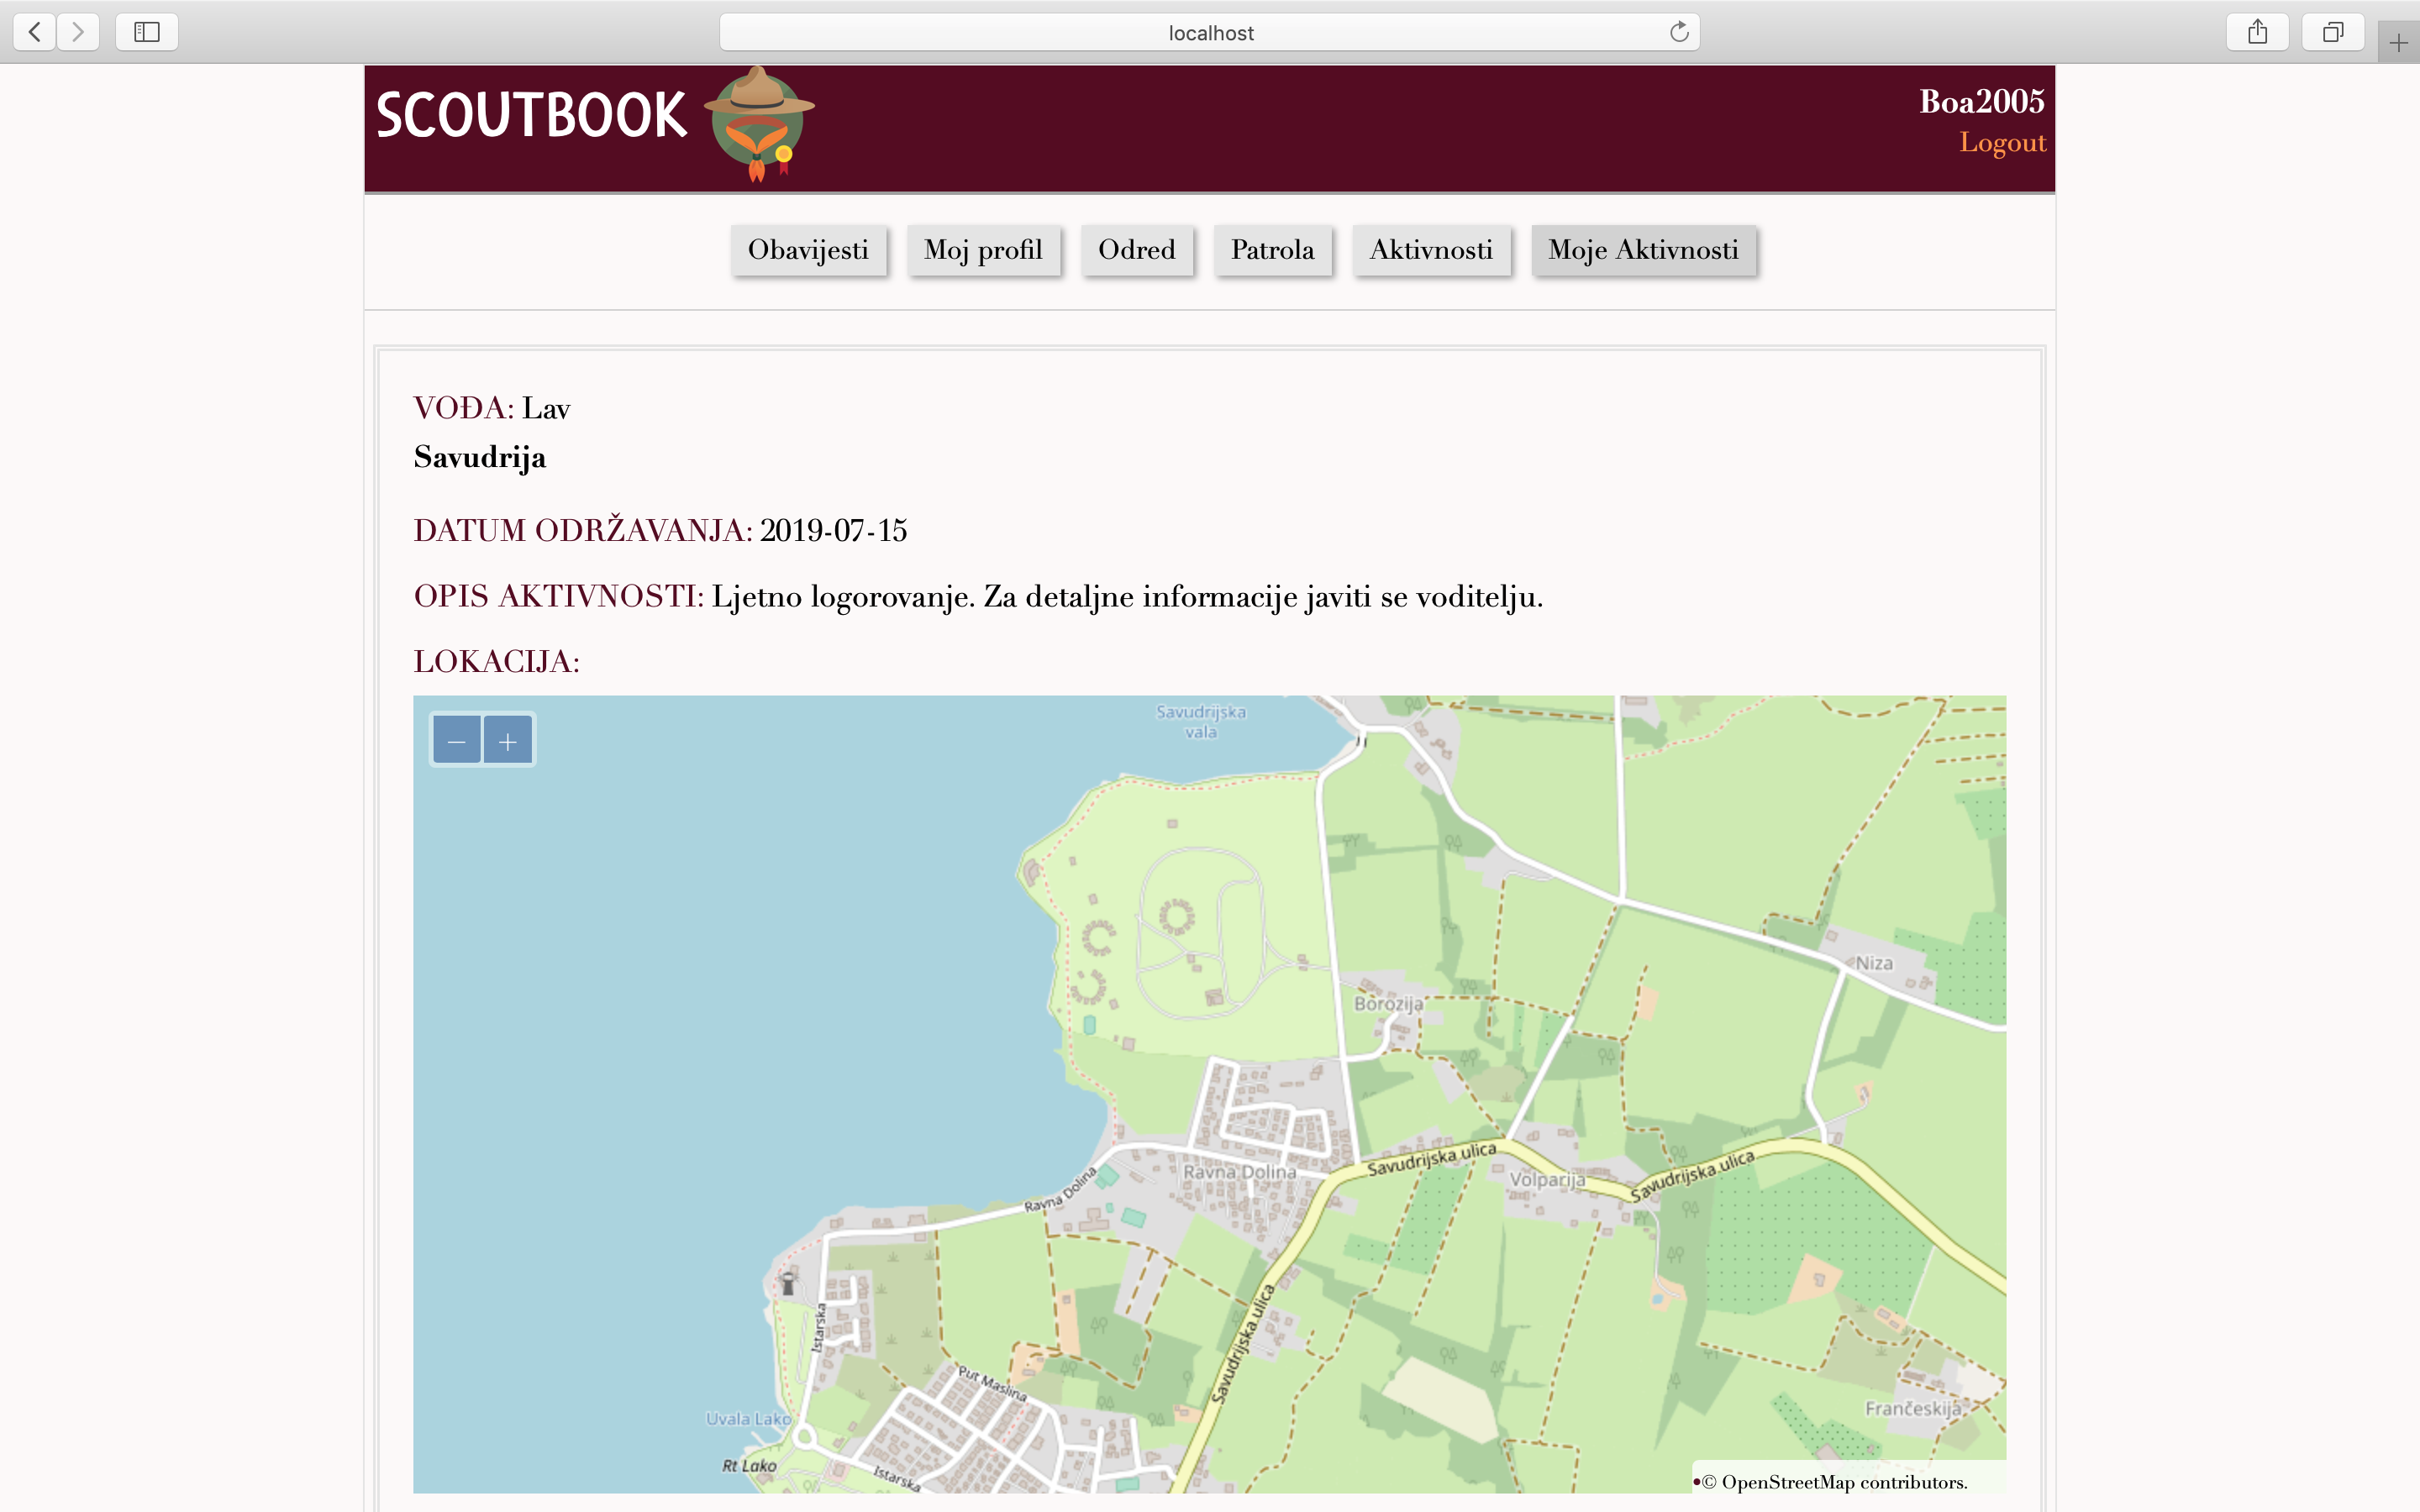 localhost
SCOUTBOOK
Boa2005
Logout
Obavijesti Moj profil Odred Patrola Aktivnosti Moje Aktivnosti
VOĐA: Lav
Savudrija
DATUM ODRŽAVANJA: 2019-07-15
OPIS AKTIVNOSTI: Ljetno logorovanje. Za detaljne informacije javiti se voditelju.
LOKACIJA:
Savudrijska
vala
Niza
Borozija
Savudrijska ulica
Ravna Dolina
Volparija
Savudrijska ulica
Ravna Dolina
Istarska
Savudrijska ulica
Put Maslina
Uvala Lako
Frančeskija
Rt Lako
Istarska
© OpenStreetMap contributors.